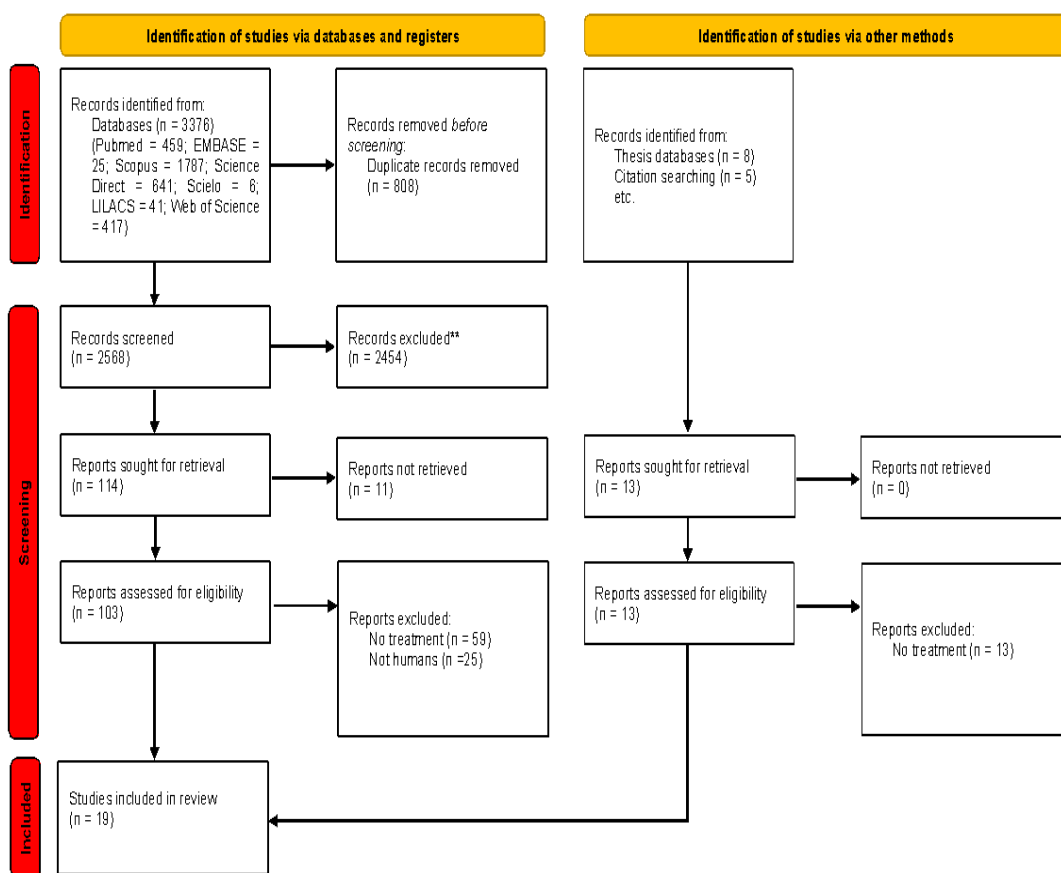 Identification of studies via databases and registers
Identification of studies via other methods
Identification
Records identified from:
Databases (n = 3376)
(Pubmed = 459; EMBASE =
25; Scopus = 1787; Science
Direct = 641; Scielo = 6;
LILACS = 41; Web of Science
= 417)
Records removed before
screening:
Duplicate records removed
(n = 808)
Records identified from:
Thesis databases (n = 8)
Citation searching (n = 5)
etc.
Screening
Records screened
(n = 2568)
Records excluded**
(n = 2454)
Reports sought for retrieval
(n = 114)
Reports not retrieved
(n = 11)
Reports sought for retrieval
(n = 13)
Reports not retrieved
(n = 0)
Reports assessed for eligibility
(n = 103)
Reports excluded:
No treatment (n = 59)
Not humans (n =25)
Reports assessed for eligibility
(n = 13)
Reports excluded:
No treatment (n = 13)
Included
Studies included in review
(n = 19)